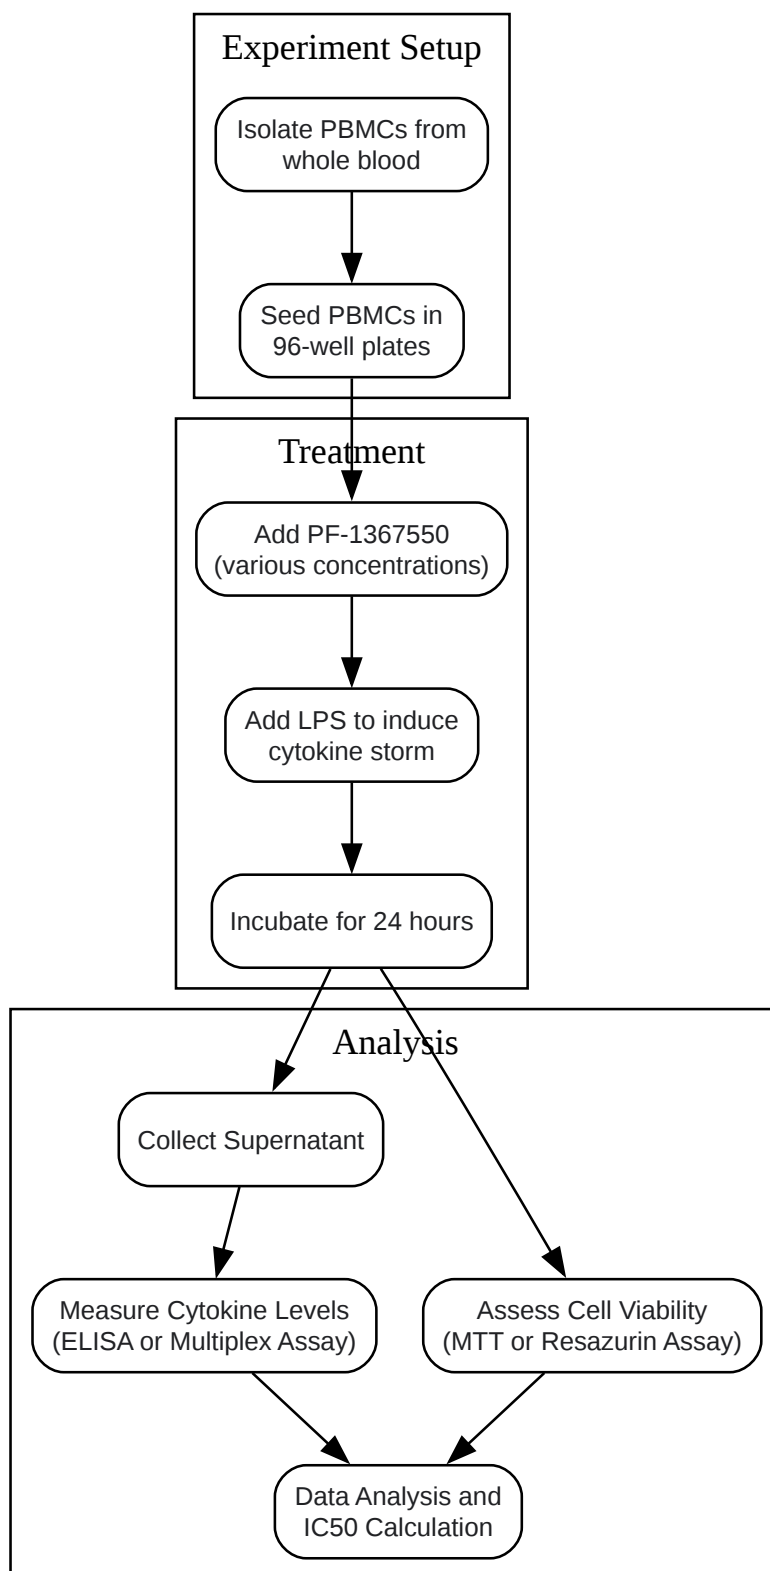 Experiment Setup
Isolate PBMCs from
whole blood
Seed PBMCs in
96-well plates
Treatment
Add PF-1367550
(various concentrations)
Add LPS to induce
cytokine storm
Incubate for 24 hours
Analysis
Collect Supernatant
Measure Cytokine Levels
(ELISA or Multiplex Assay)
Assess Cell Viability
(MTT or Resazurin Assay)
Data Analysis and
IC50 Calculation